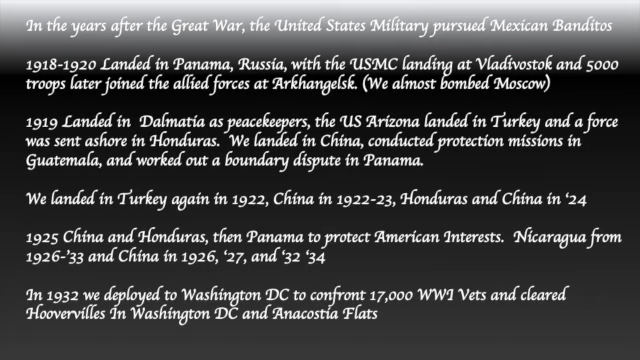 In the years after the Great War, the United States Military pursued Mexican Banditos
1918-1920 Landed in Panama, Russia, with the USMC landing at Vladivostok and 5000
troops later joined the allied forces at Arkhangelsk. (We almost bombed Moscow)
1919 Landed in Dalmatia as peacekeepers, the US Arizona landed in Turkey and a force
was sent ashore in Honduras. We landed in China, conducted protection missions in
Guatemala, and worked out a boundary dispute in Panama.
We landed in Turkey again in 1922, China in 1922-23, Honduras and China in ‘24
1925 China and Honduras, then Panama to protect American Interests. Nicaragua from
1926-’33 and China in 1926, ‘27, and ‘32 ‘34
In 1932 we deployed to Washington DC to confront 17,000 WWI Vets and cleared
Hoovervilles In Washington DC and Anacostia Flats